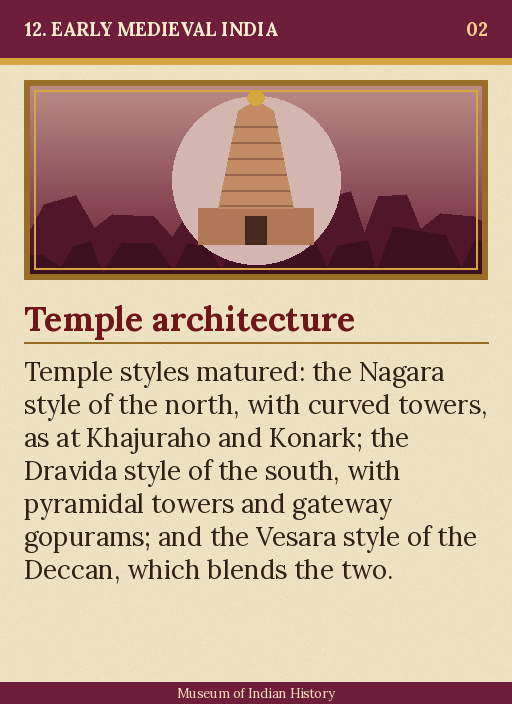 12. EARLY MEDIEVAL INDIA
02
Temple architecture
Temple styles matured: the Nagara
style of the north, with curved towers,
as at Khajuraho and Konark; the
Dravida style of the south, with
pyramidal towers and gateway
gopurams; and the Vesara style of the
Deccan, which blends the two.
Museum of Indian History